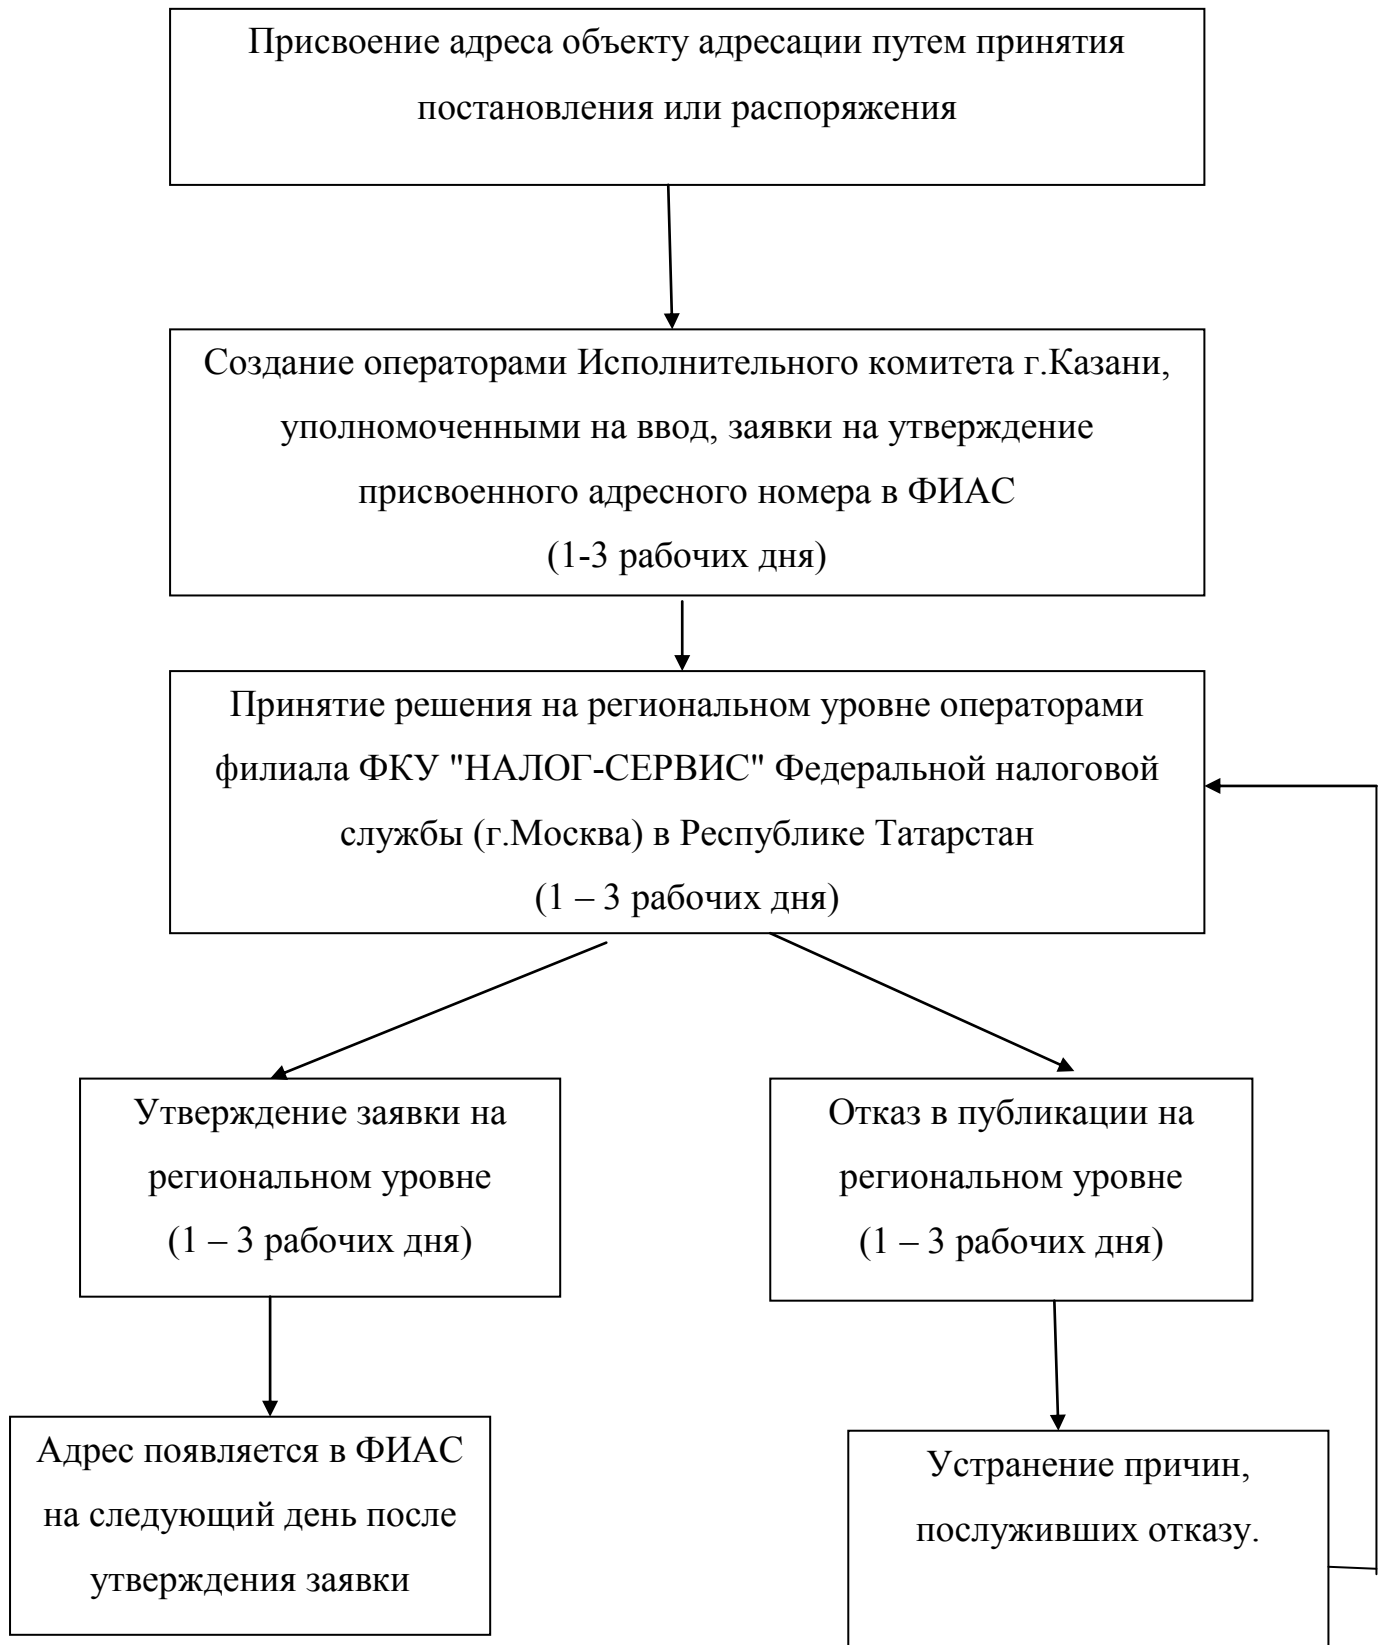 Присвоение адреса объекту адресации путем принятия
постановления или распоряжения
Создание операторами Исполнительного комитета г.Казани,
уполномоченными на ввод, заявки на утверждение
присвоенного адресного номера в ФИАС
(1-3 рабочих дня)
Принятие решения на региональном уровне операторами
филиала ФКУ "НАЛОГ-СЕРВИС" Федеральной налоговой
службы (г.Москва) в Республике Татарстан
(1 – 3 рабочих дня)
Утверждение заявки на
региональном уровне
(1 – 3 рабочих дня)
Отказ в публикации на
региональном уровне
(1 – 3 рабочих дня)
Адрес появляется в ФИАС
на следующий день после
утверждения заявки
Устранение причин,
послуживших отказу.